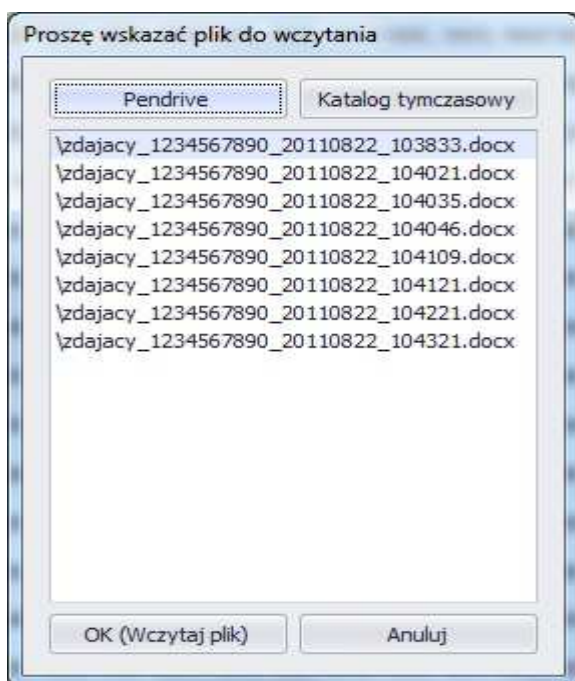 Proszę wskazać plik do wczytania
Pendrive
Katalog tymczasowy
\zdajacy_1234567890_20110822_103833.docx
\zdajacy_1234567890_20110822_104021.docx
\zdajacy_1234567890_20110822_104035.docx
\zdajacy_1234567890_20110822_104046.docx
\zdajacy_1234567890_20110822_104109.docx
\zdajacy_1234567890_20110822_104121.docx
\zdajacy_1234567890_20110822_104221.docx
\zdajacy_1234567890_20110822_104321.docx
OK (Wczytaj plik)
Anuluj